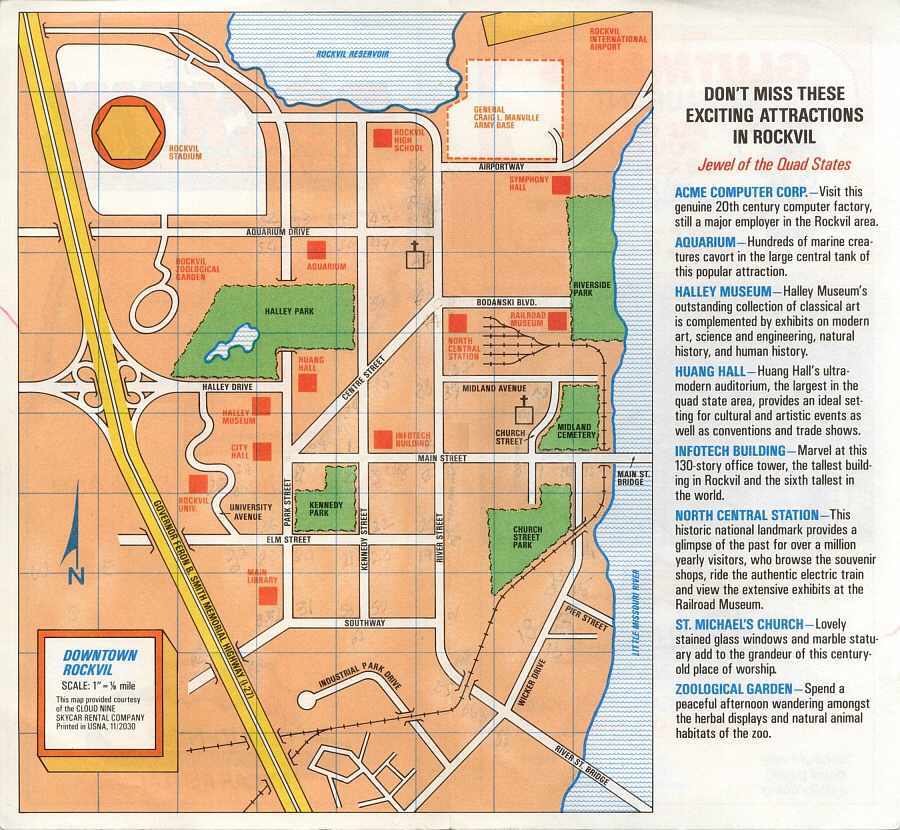 ROCKVIL RESERVOIR
ROCKVIL
INTERNATIONAL
AIRPORT
GENERAL
CRAIG L. MANVILLE
ARMY BASE
ROCKVIL
HIGH
SCHOOL
ROCKVIL
STADIUM
AIRPORTWAY
SYMPHONY
HALL
AQUARIUM DRIVE
AQUARIUM
ROCKVIL
ZOOLOGICAL
GARDEN
RIVERSIDE
PARK
HALLEY PARK
BODANSKI BLVD.
RAILROAD
MUSEUM
NORTH
CENTRAL
STATION
HUANG
HALL
CENTRE STREET
HALLEY DRIVE
MIDLAND AVENUE
HALLEY
MUSEUM
CHURCH
STREET
MIDLAND
CEMETERY
INFOTECH
BUILDING
CITY
HALL
MAIN STREET
MAIN ST.
BRIDGE
ROCKVIL
UNIV.
UNIVERSITY
AVENUE
PARK STREET
KENNEDY
PARK
KENNEDY STREET
RIVER STREET
CHURCH
STREET
PARK
ELM STREET
GOVERNOR FERON B. SMITH MEMORIAL HIGHWAY (I-27)
N
MAIN
LIBRARY
LITTLE MISSOURI RIVER
SOUTHWAY
PIER STREET
INDUSTRIAL PARK DRIVE
WICKER DRIVE
RIVER ST. BRIDGE
DOWNTOWN
ROCKVIL
SCALE: 1" = ⅛ mile
This map provided courtesy
of the CLOUD NINE
SKYCAR RENTAL COMPANY
Printed in USNA, 11/2030
DON'T MISS THESE
EXCITING ATTRACTIONS
IN ROCKVIL
Jewel of the Quad States
ACME COMPUTER CORP.—Visit this
genuine 20th century computer factory,
still a major employer in the Rockvil area.
AQUARIUM—Hundreds of marine crea-
tures cavort in the large central tank of
this popular attraction.
HALLEY MUSEUM—Halley Museum's
outstanding collection of classical art
is complemented by exhibits on modern
art, science and engineering, natural
history, and human history.
HUANG HALL—Huang Hall's ultra-
modern auditorium, the largest in the
quad state area, provides an ideal set-
ting for cultural and artistic events as
well as conventions and trade shows.
INFOTECH BUILDING—Marvel at this
130-story office tower, the tallest build-
ing in Rockvil and the sixth tallest in
the world.
NORTH CENTRAL STATION—This
historic national landmark provides a
glimpse of the past for over a million
yearly visitors, who browse the souvenir
shops, ride the authentic electric train
and view the extensive exhibits at the
Railroad Museum.
ST. MICHAEL'S CHURCH—Lovely
stained glass windows and marble statu-
ary add to the grandeur of this century-
old place of worship.
ZOOLOGICAL GARDEN—Spend a
peaceful afternoon wandering amongst
the herbal displays and natural animal
habitats of the zoo.